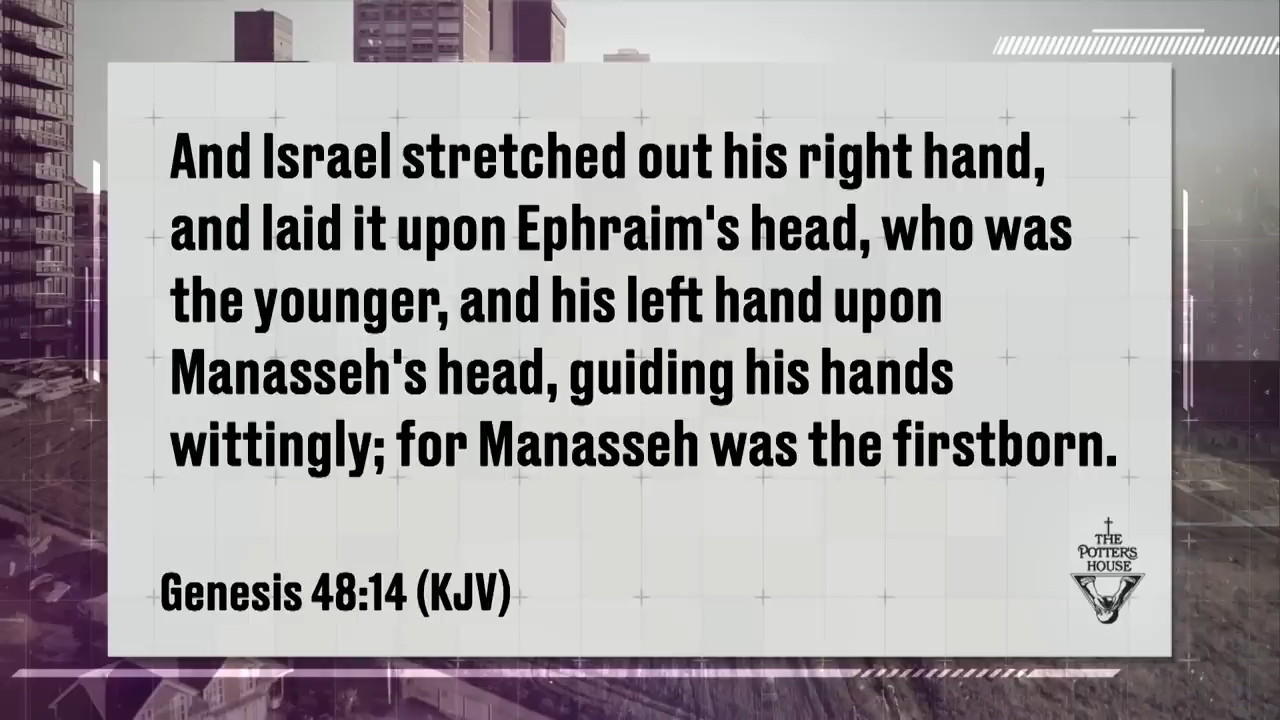 And Israel stretched out his right hand,
and laid it upon Ephraim's head, who was
the younger, and his left hand upon
Manasseh's head, guiding his hands
wittingly; for Manasseh was the firstborn.
Genesis 48:14 (KJV)
THE
POTTER'S
HOUSE